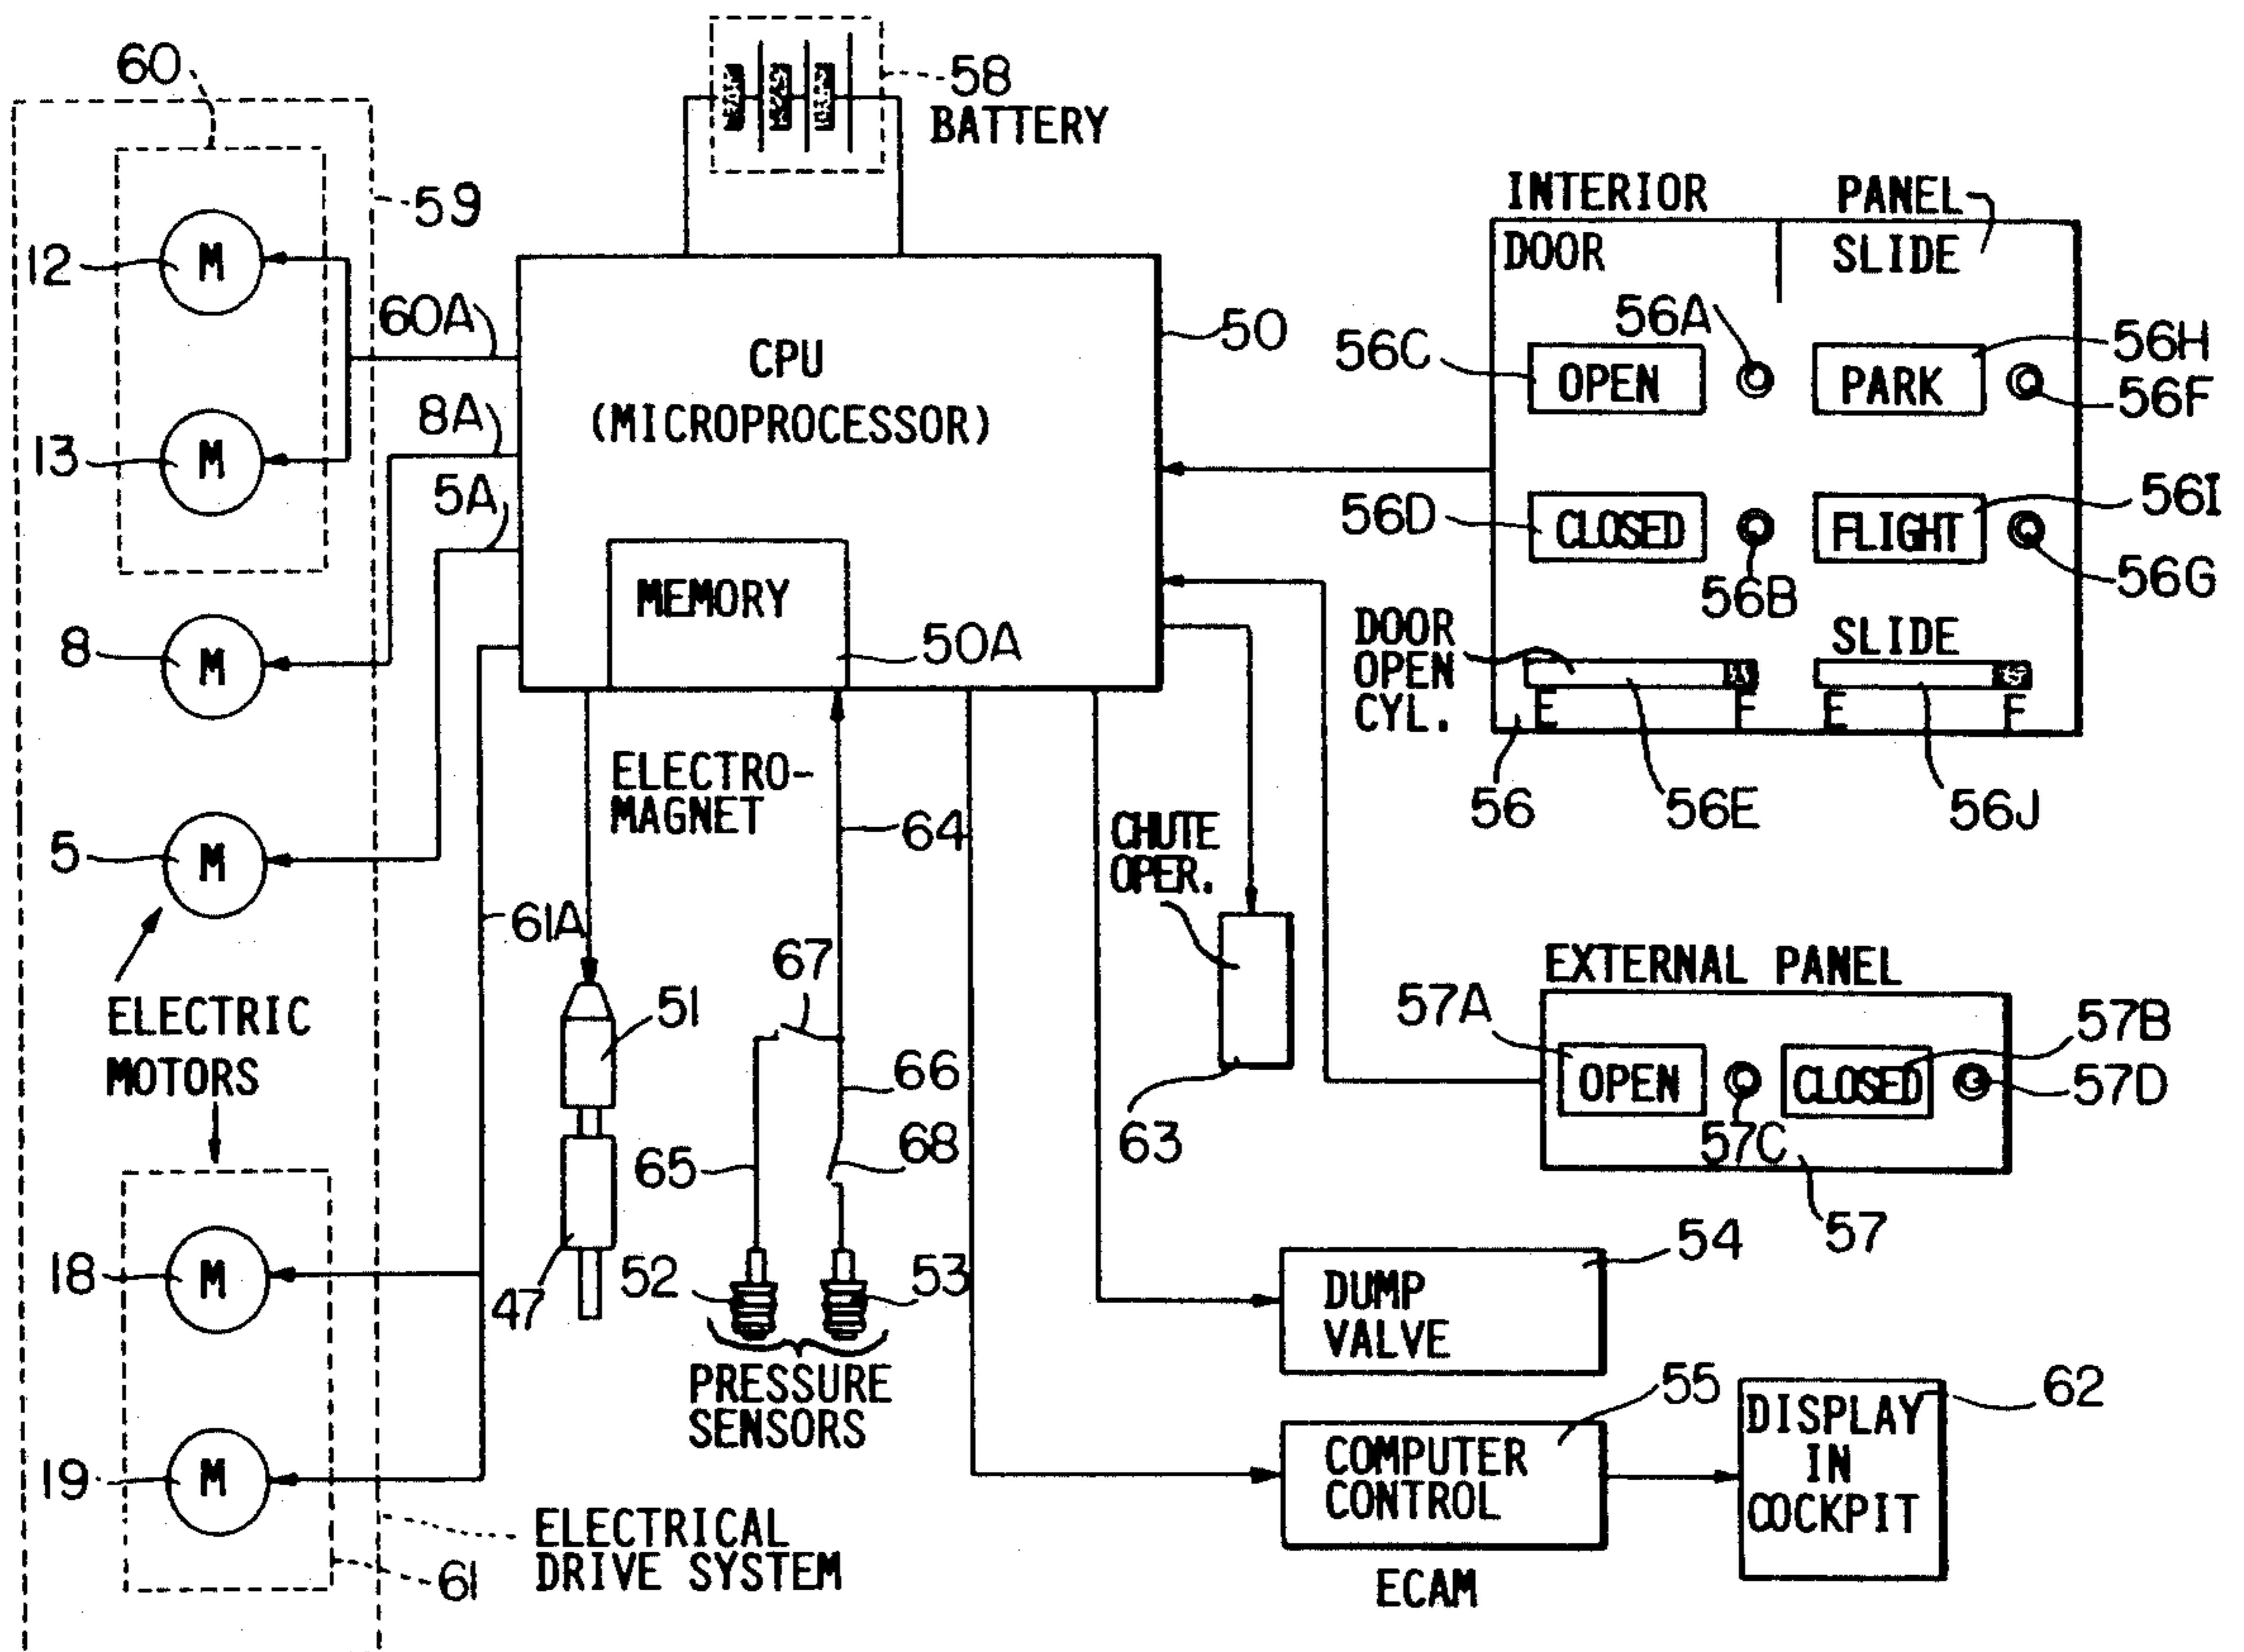 60
58
BATTERY
59
INTERIOR PANEL
DOOR SLIDE
12
M
60A
56A
50
56C
56H
CPU
(MICROPROCESSOR)
OPEN
PARK
56F
8A
13
M
5A
56D
CLOSED
FLIGHT
56I
56B
56G
MEMORY
50A
8
M
DOOR
OPEN
CYL.
SLIDE
E F E F
56
56E
56J
ELECTRO-
MAGNET
64
CHUTE
OPER.
5
M
61A
67
51
ELECTRIC
MOTORS
EXTERNAL PANEL
57A
57B
OPEN
CLOSED
57D
66
65
68
63
57C
57
18
M
47
52
53
54
DUMP
VALVE
PRESSURE
SENSORS
55
62
DISPLAY
IN
COCKPIT
COMPUTER
CONTROL
19
M
ELECTRICAL
DRIVE SYSTEM
61
ECAM